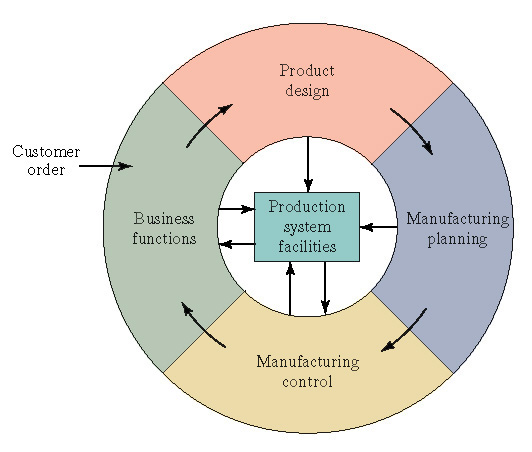 Product
design
Customer
order
Business
functions
Production
system
facilities
Manufacturing
planning
Manufacturing
control